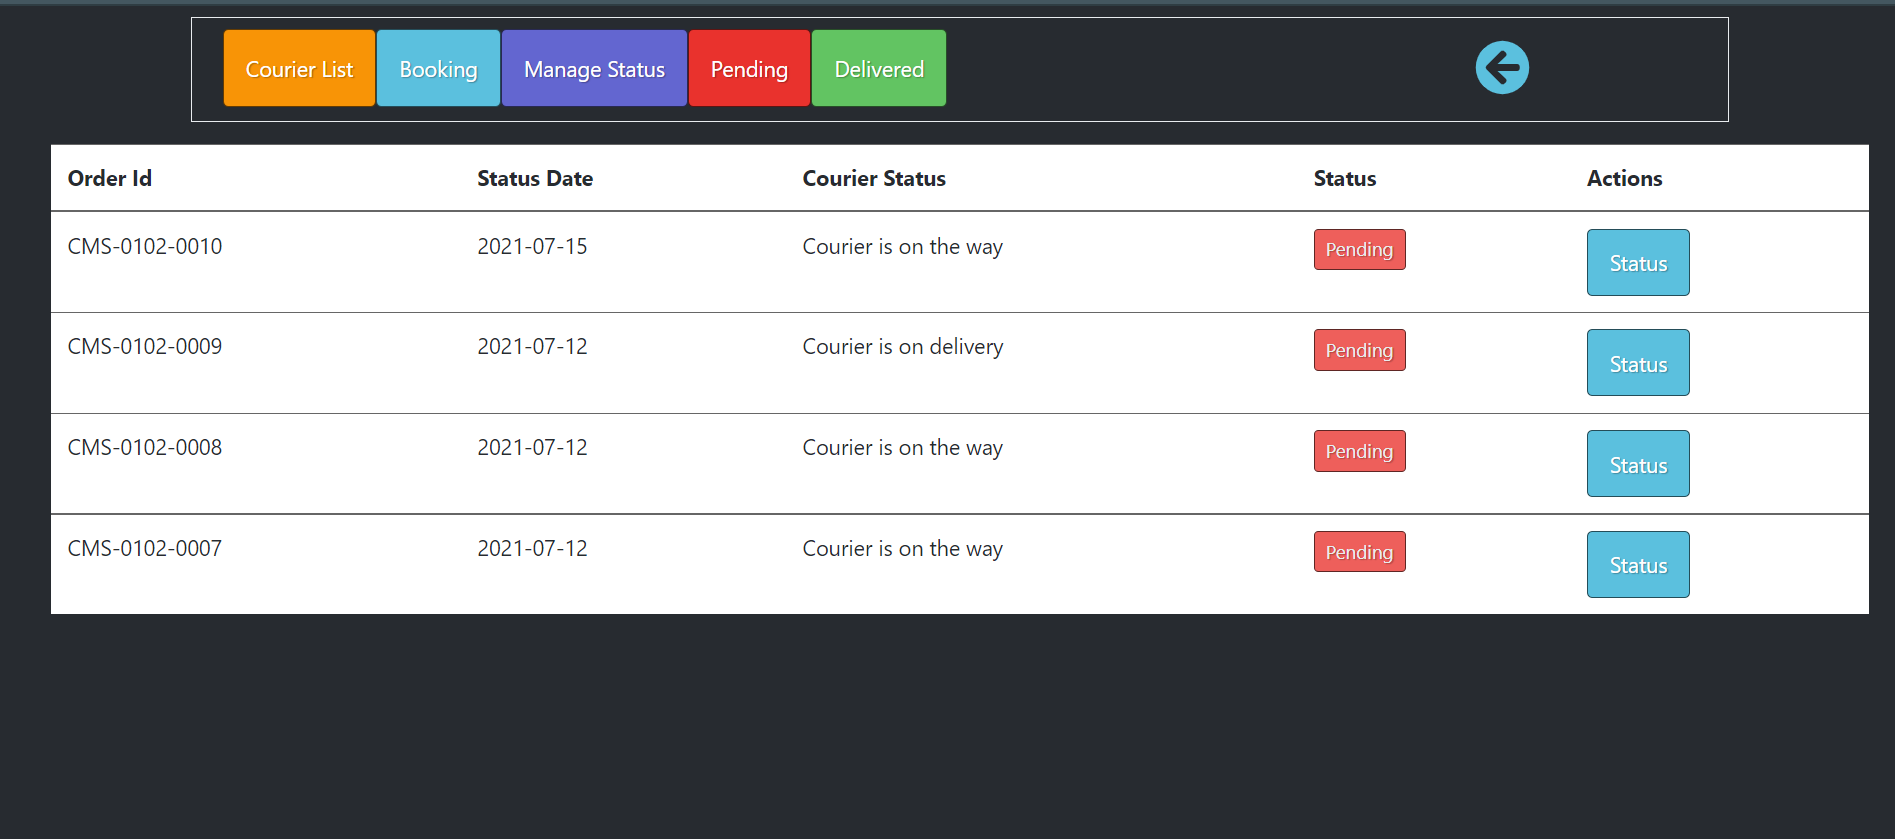 Courier List Booking Manage Status Pending Delivered
Order Id Status Date Courier Status Status Actions
CMS-0102-0010 2021-07-15 Courier is on the way Pending Status
CMS-0102-0009 2021-07-12 Courier is on delivery Pending Status
CMS-0102-0008 2021-07-12 Courier is on the way Pending Status
CMS-0102-0007 2021-07-12 Courier is on the way Pending Status